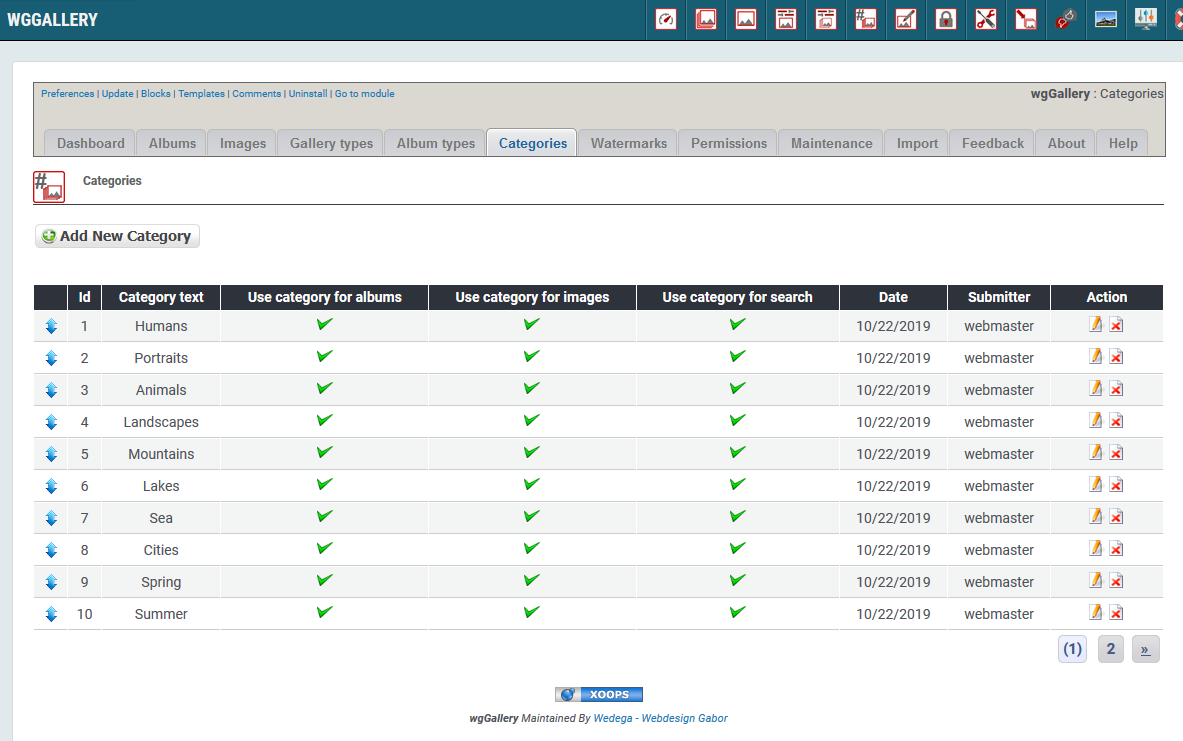 WGGALLERY
Preferences | Update | Blocks | Templates | Comments | Uninstall | Go to module
wgGallery : Categories
Dashboard Albums Images Gallery types Album types Categories Watermarks Permissions Maintenance Import Feedback About Help
#
Categories
Add New Category
Id Category text Use category for albums Use category for images Use category for search Date Submitter Action
1 Humans 10/22/2019 webmaster
2 Portraits 10/22/2019 webmaster
3 Animals 10/22/2019 webmaster
4 Landscapes 10/22/2019 webmaster
5 Mountains 10/22/2019 webmaster
6 Lakes 10/22/2019 webmaster
7 Sea 10/22/2019 webmaster
8 Cities 10/22/2019 webmaster
9 Spring 10/22/2019 webmaster
10 Summer 10/22/2019 webmaster
(1) 2 »
XOOPS
wgGallery Maintained By Wedega - Webdesign Gabor